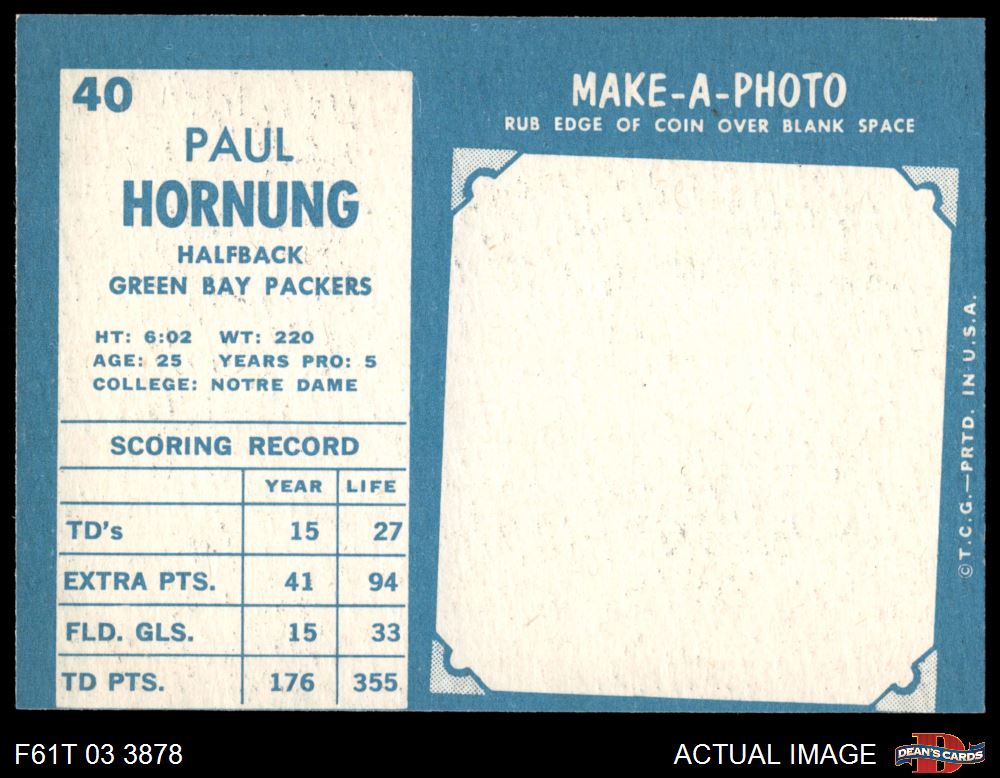 40
PAUL
HORNUNG
HALFBACK
GREEN BAY PACKERS
HT: 6:02 WT: 220
AGE: 25 YEARS PRO: 5
COLLEGE: NOTRE DAME
SCORING RECORD
YEAR LIFE
TD's 15 27
EXTRA PTS. 41 94
FLD. GLS. 15 33
TD PTS. 176 355
MAKE-A-PHOTO
RUB EDGE OF COIN OVER BLANK SPACE
©T.C.G.—PRTD. IN U.S.A.
F61T 03 3878
ACTUAL IMAGE
D
DEAN'S CARDS